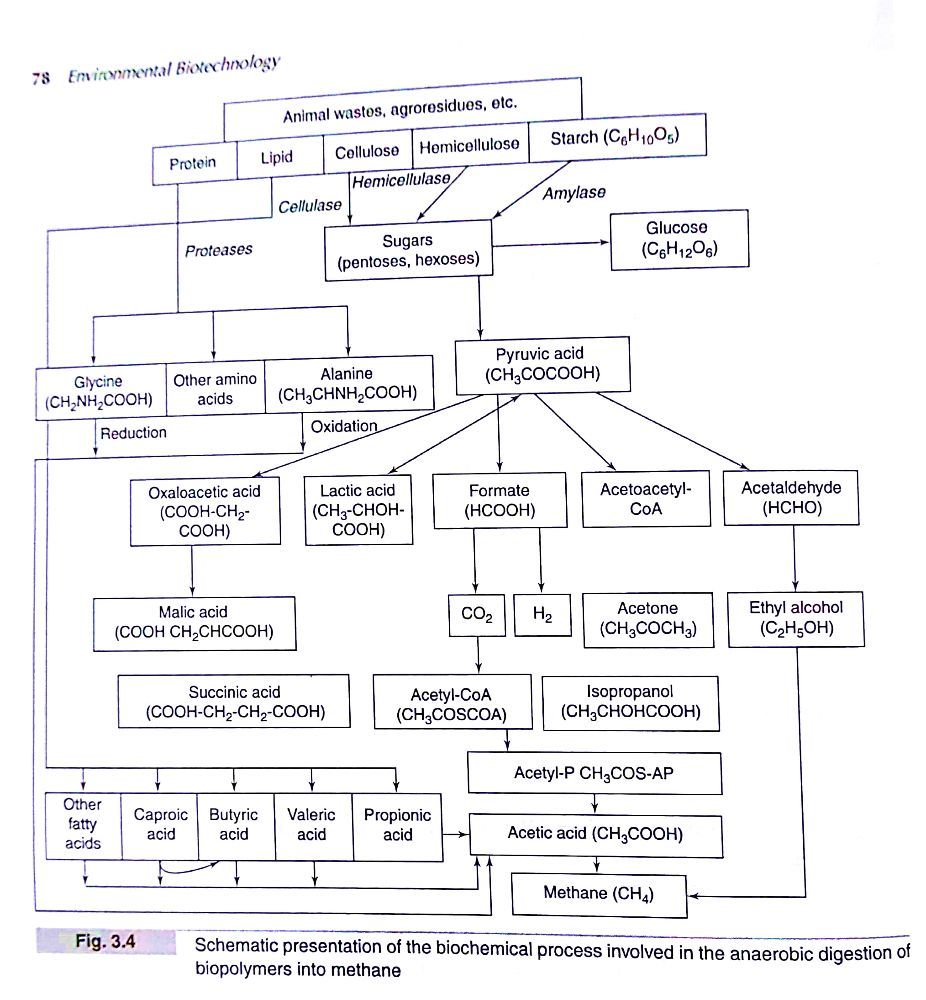 78 Environmental Biotechnology
Animal wastes, agroresidues, etc.
Protein
Lipid
Cellulose
Hemicellulose
Starch (C₆H₁₀O₅)
Hemicellulase
Amylase
Cellulase
Proteases
Sugars
(pentoses, hexoses)
Glucose
(C₆H₁₂O₆)
Glycine
(CH₂NH₂COOH)
Other amino
acids
Alanine
(CH₃CHNH₂COOH)
Pyruvic acid
(CH₃COCOOH)
Reduction
Oxidation
Oxaloacetic acid
(COOH-CH₂-
COOH)
Lactic acid
(CH₃-CHOH-
COOH)
Formate
(HCOOH)
Acetoacetyl-
CoA
Acetaldehyde
(HCHO)
Malic acid
(COOH CH₂CHCOOH)
CO₂
H₂
Acetone
(CH₃COCH₃)
Ethyl alcohol
(C₂H₅OH)
Succinic acid
(COOH-CH₂-CH₂-COOH)
Acetyl-CoA
(CH₃COSCOA)
Isopropanol
(CH₃CHOHCOOH)
Acetyl-P CH₃COS-AP
Other
fatty
acids
Caproic
acid
Butyric
acid
Valeric
acid
Propionic
acid
Acetic acid (CH₃COOH)
Methane (CH₄)
Fig. 3.4
Schematic presentation of the biochemical process involved in the anaerobic digestion of
biopolymers into methane